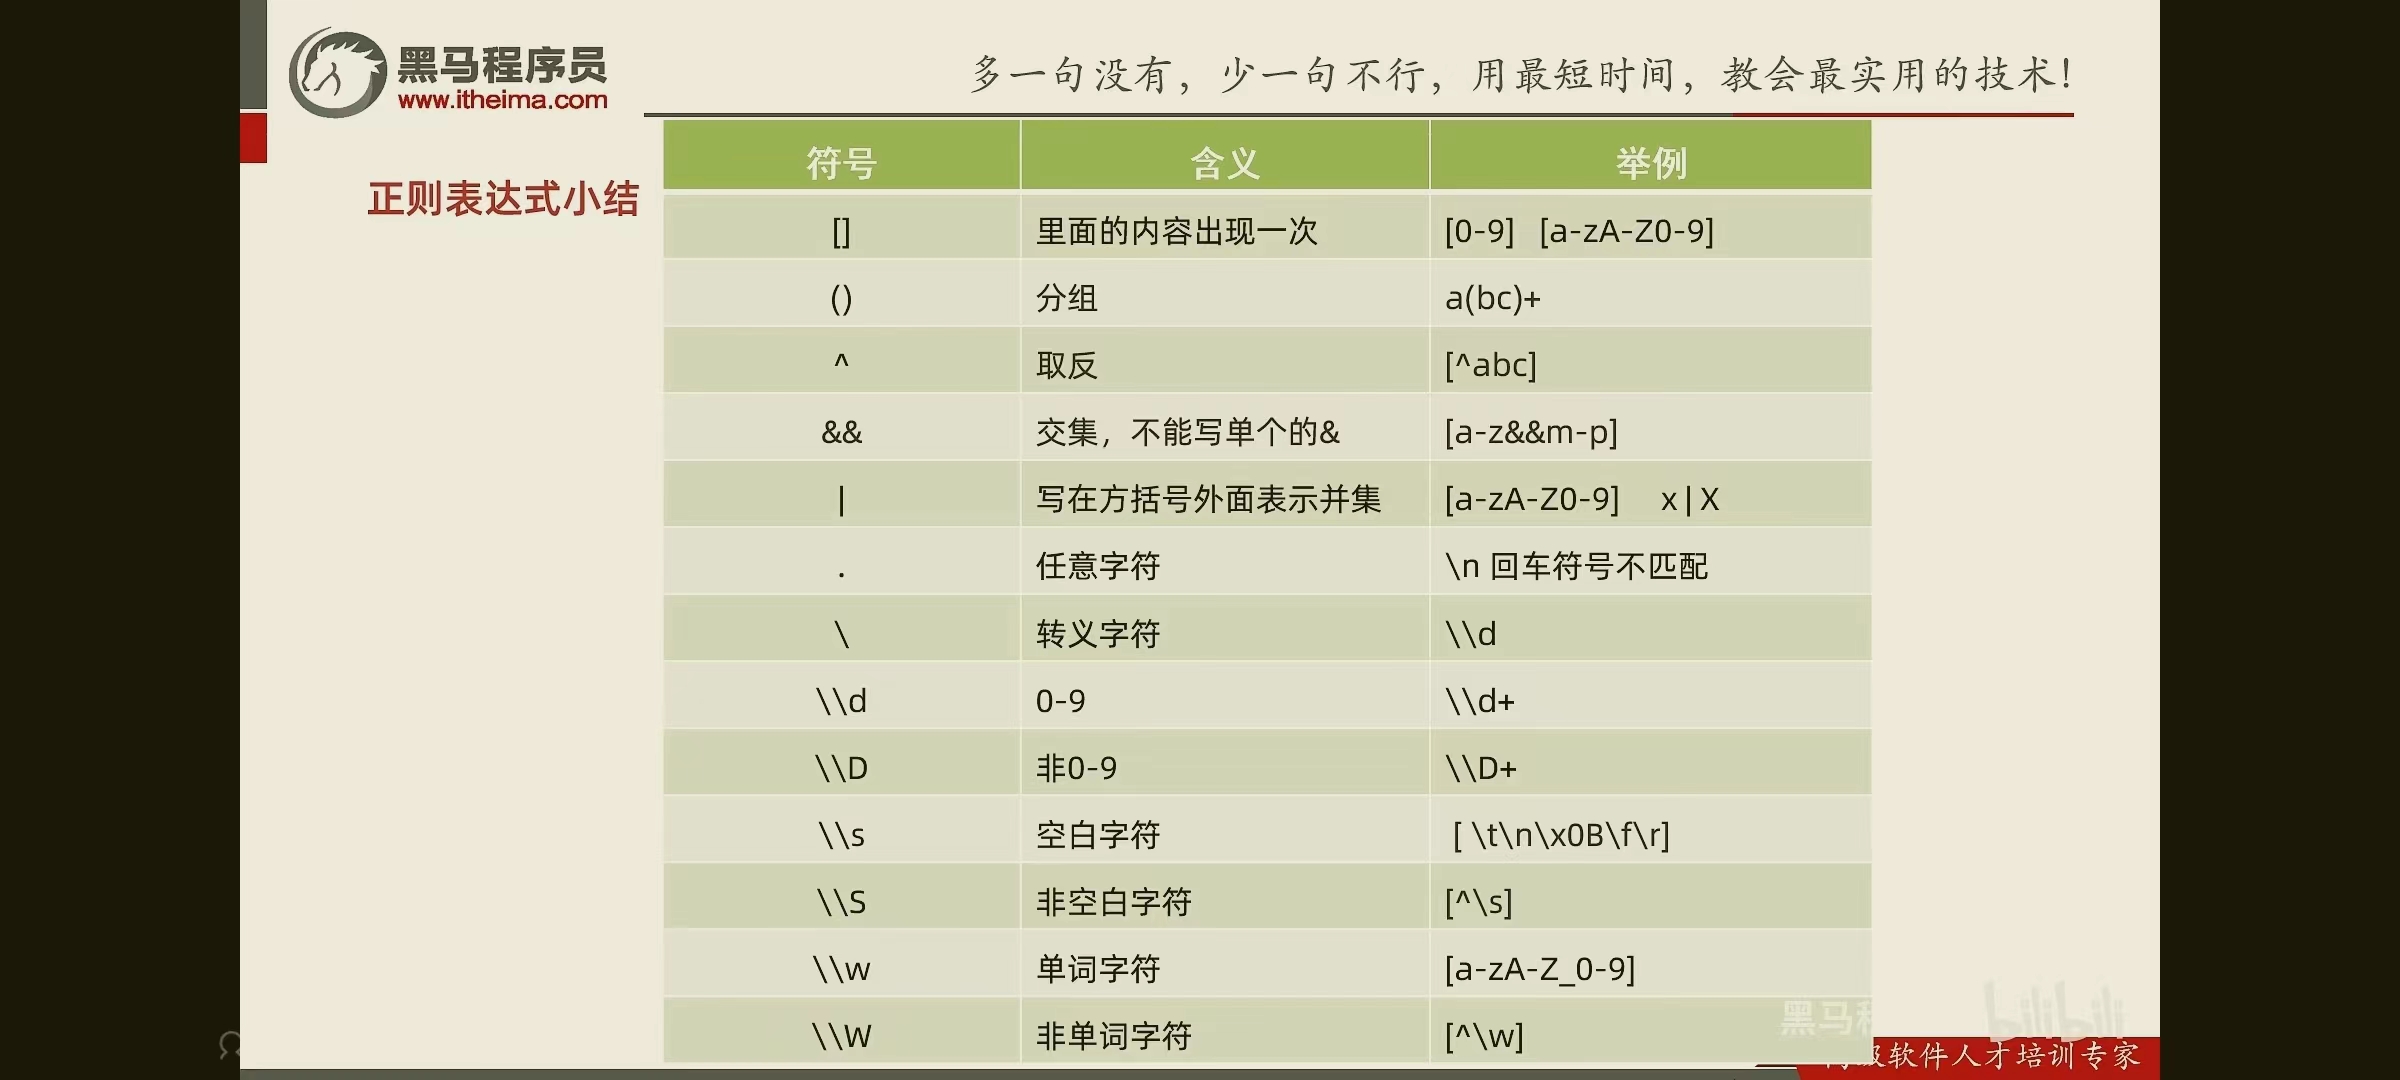 黑马程序员
www.itheima.com
多一句没有，少一句不行，用最短时间，教会最实用的技术！
正则表达式小结
符号 含义 举例
[] 里面的内容出现一次 [0-9] [a-zA-Z0-9]
() 分组 a(bc)+
^ 取反 [^abc]
&& 交集，不能写单个的& [a-z&&m-p]
| 写在方括号外面表示并集 [a-zA-Z0-9] x|X
. 任意字符 \n 回车符号不匹配
\ 转义字符 \\d
\\d 0-9 \\d+
\\D 非0-9 \\D+
\\s 空白字符 [ \t\n\x0B\f\r]
\\S 非空白字符 [^\s]
\\w 单词字符 [a-zA-Z_0-9]
\\W 非单词字符 [^\w]
黑马
bilibili
级软件人才培训专家